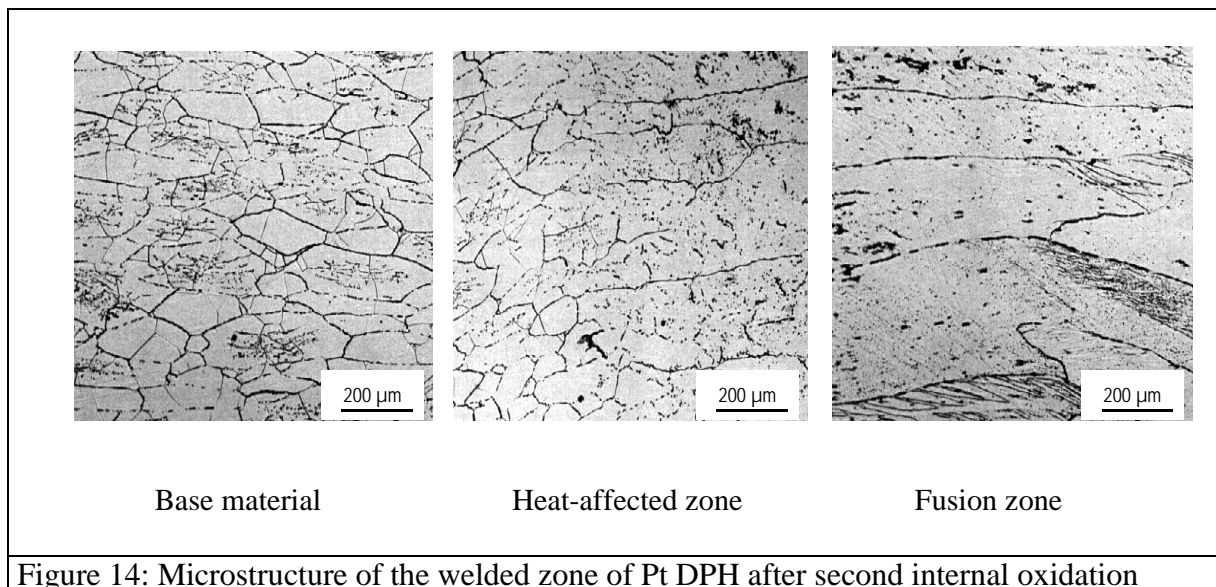 200 µm
200 µm
200 µm
Base material
Heat-affected zone
Fusion zone
Figure 14: Microstructure of the welded zone of Pt DPH after second internal oxidation